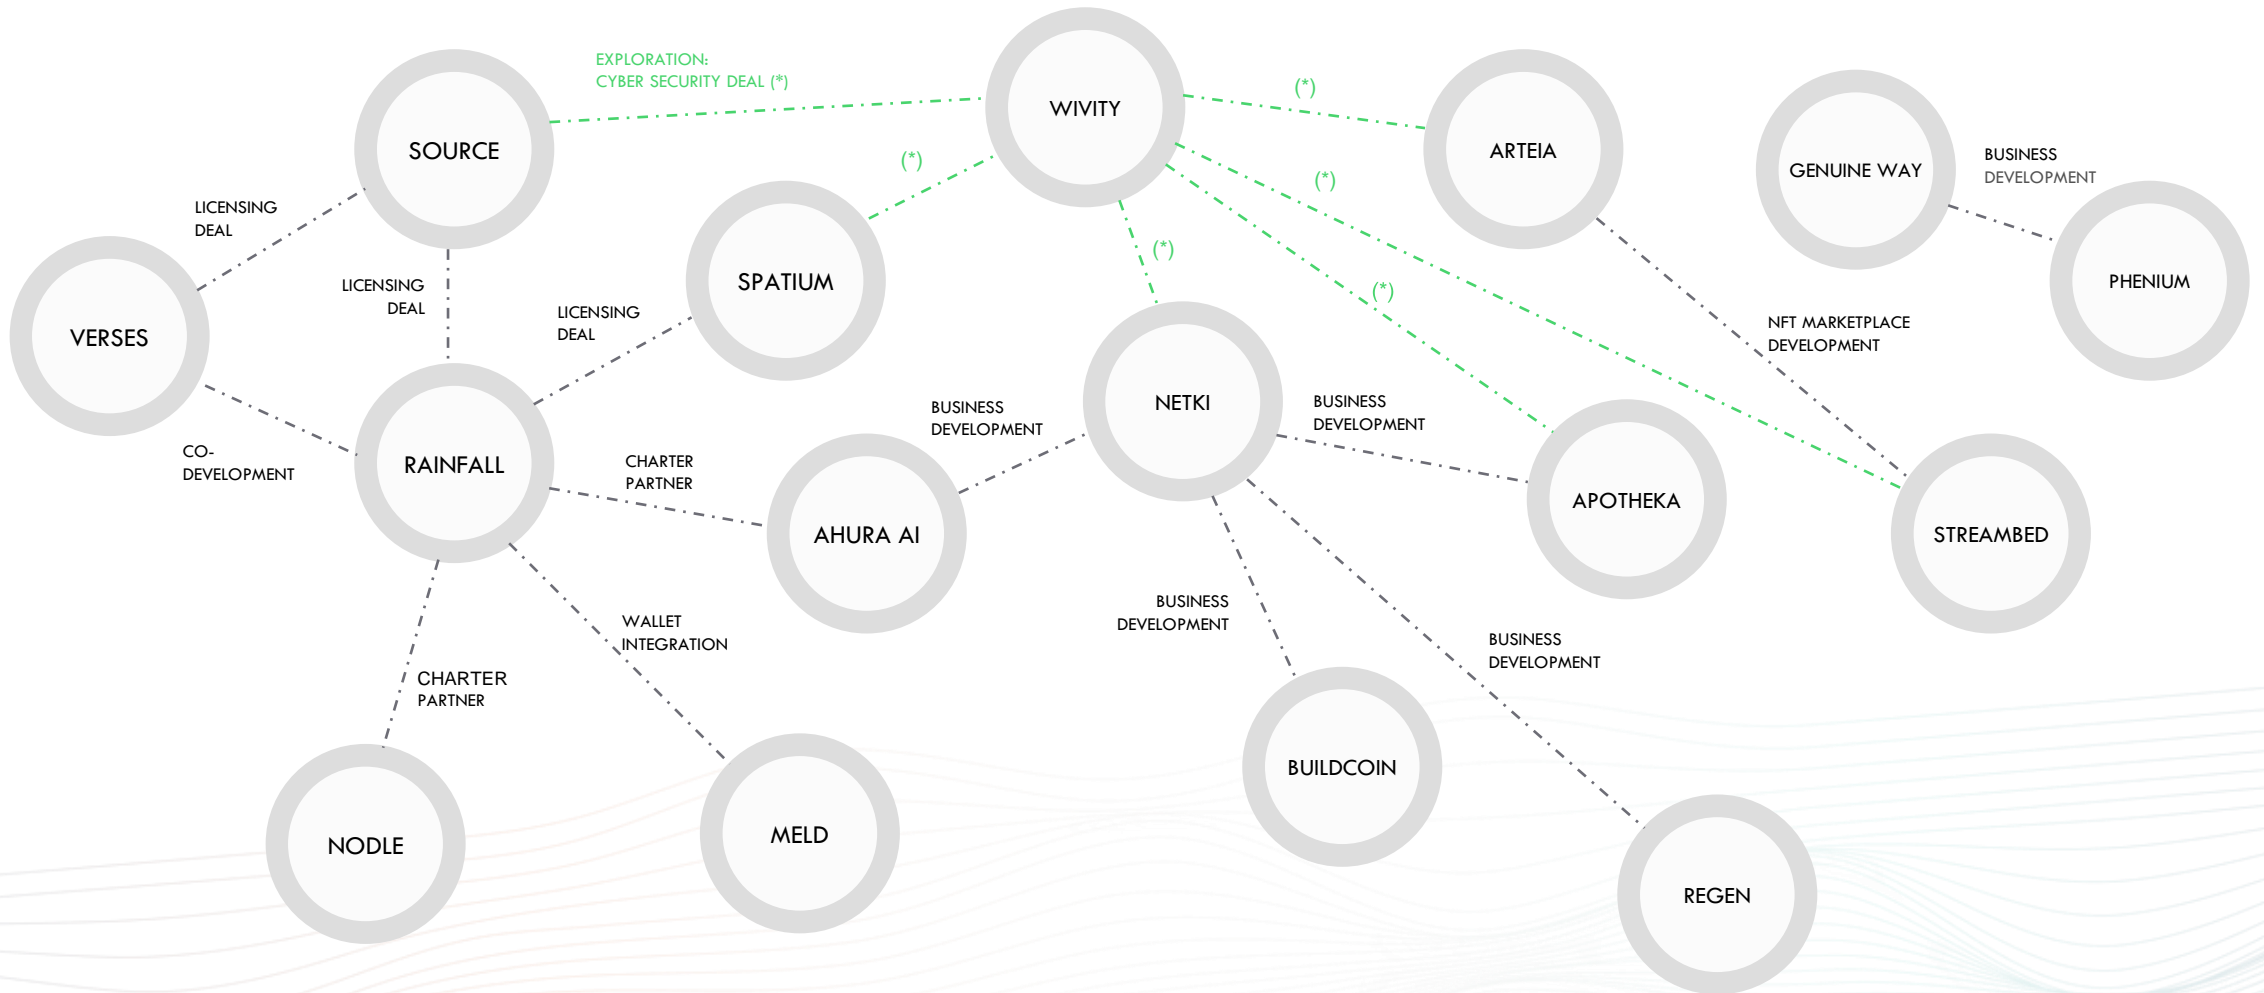 EXPLORATION:
CYBER SECURITY DEAL (*)
WIVITY
(*)
SOURCE
ARTEIA
GENUINE WAY
BUSINESS
DEVELOPMENT
(*)
(*)
LICENSING
DEAL
(*)
SPATIUM
PHENIUM
LICENSING
DEAL
(*)
LICENSING
DEAL
NFT MARKETPLACE
DEVELOPMENT
VERSES
NETKI
BUSINESS
DEVELOPMENT
BUSINESS
DEVELOPMENT
CO-
DEVELOPMENT
RAINFALL
CHARTER
PARTNER
APOTHEKA
AHURA AI
STREAMBED
BUSINESS
DEVELOPMENT
WALLET
INTEGRATION
BUSINESS
DEVELOPMENT
CHARTER
PARTNER
BUILDCOIN
NODLE
MELD
REGEN